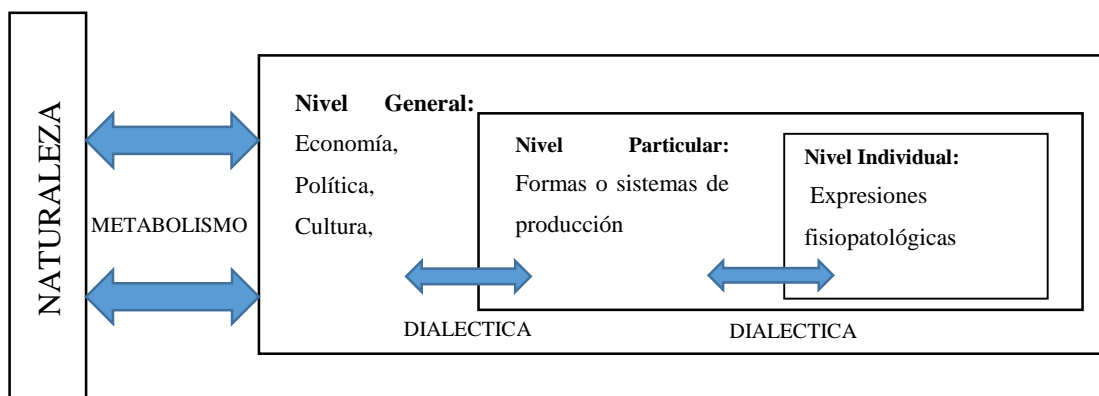 NATURALEZA
METABOLISMO
Nivel General:
Economía,
Política,
Cultura,
DIALECTICA
Nivel Particular:
Formas o sistemas de
producción
DIALECTICA
Nivel Individual:
Expresiones
fisiopatológicas